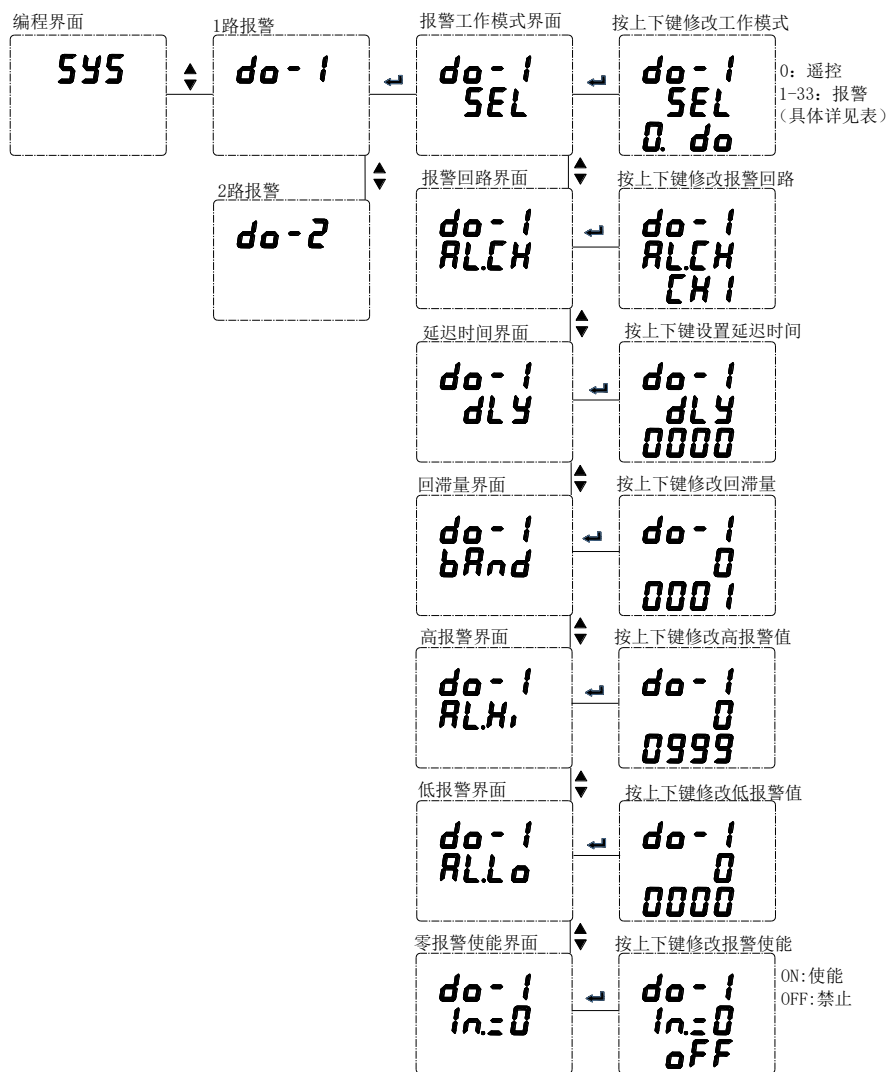 编程界面
SYS
1路报警
do-1
2路报警
do-2
报警工作模式界面
do-1
SEL
按上下键修改工作模式
do-1
SEL
0. do
0: 遥控
1-33: 报警
(具体详见表)
报警回路界面
do-1
AL.CH
按上下键修改报警回路
do-1
AL.CH
CH1
延迟时间界面
do-1
dLY
按上下键设置延迟时间
do-1
dLY
0000
回滞量界面
do-1
bAnd
按上下键修改回滞量
do-1
0
0001
高报警界面
do-1
AL.Hi
按上下键修改高报警值
do-1
0
0999
低报警界面
do-1
AL.Lo
按上下键修改低报警值
do-1
0
0000
零报警使能界面
do-1
In.=0
按上下键修改报警使能
do-1
In.=0
oFF
ON:使能
OFF:禁止